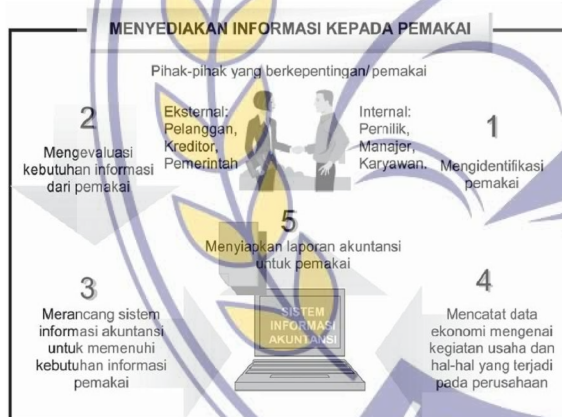 MENYEDIAKAN INFORMASI KEPADA PEMAKAI
Pihak-pihak yang berkepentingan/pemakai
Eksternal:
Pelanggan,
Kreditor,
Pemerintah
Internal:
Pemilik,
Manajer,
Karyawan.
1
Mengidentifikasi
pemakai
2
Mengevaluasi
kebutuhan informasi
dari pemakai
3
Merancang sistem
informasi akuntansi
untuk memenuhi
kebutuhan informasi
pemakai
4
Mencatat data
ekonomi mengenai
kegiatan usaha dan
hal-hal yang terjadi
pada perusahaan
5
Menyiapkan laporan akuntansi
untuk pemakai
SISTEM
INFORMASI
AKUNTANSI